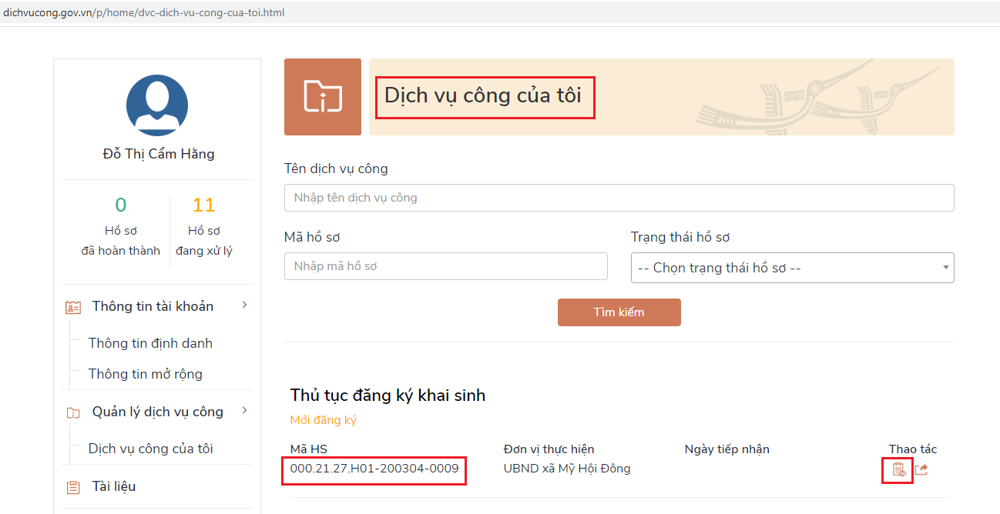 dichvucong.gov.vn/p/home/dvc-dich-vu-cong-cua-toi.html
Đỗ Thị Cẩm Hằng
0
Hồ sơ
đã hoàn thành
11
Hồ sơ
đang xử lý
Thông tin tài khoản
Thông tin định danh
Thông tin mở rộng
Quản lý dịch vụ công
Dịch vụ công của tôi
Tài liệu
Dịch vụ công của tôi
Tên dịch vụ công
Nhập tên dịch vụ công
Mã hồ sơ
Nhập mã hồ sơ
Trạng thái hồ sơ
-- Chọn trạng thái hồ sơ --
Tìm kiếm
Thủ tục đăng ký khai sinh
Mới đăng ký
Mã HS
000.21.27.H01-200304-0009
Đơn vị thực hiện
UBND xã Mỹ Hội Đông
Ngày tiếp nhận
Thao tác